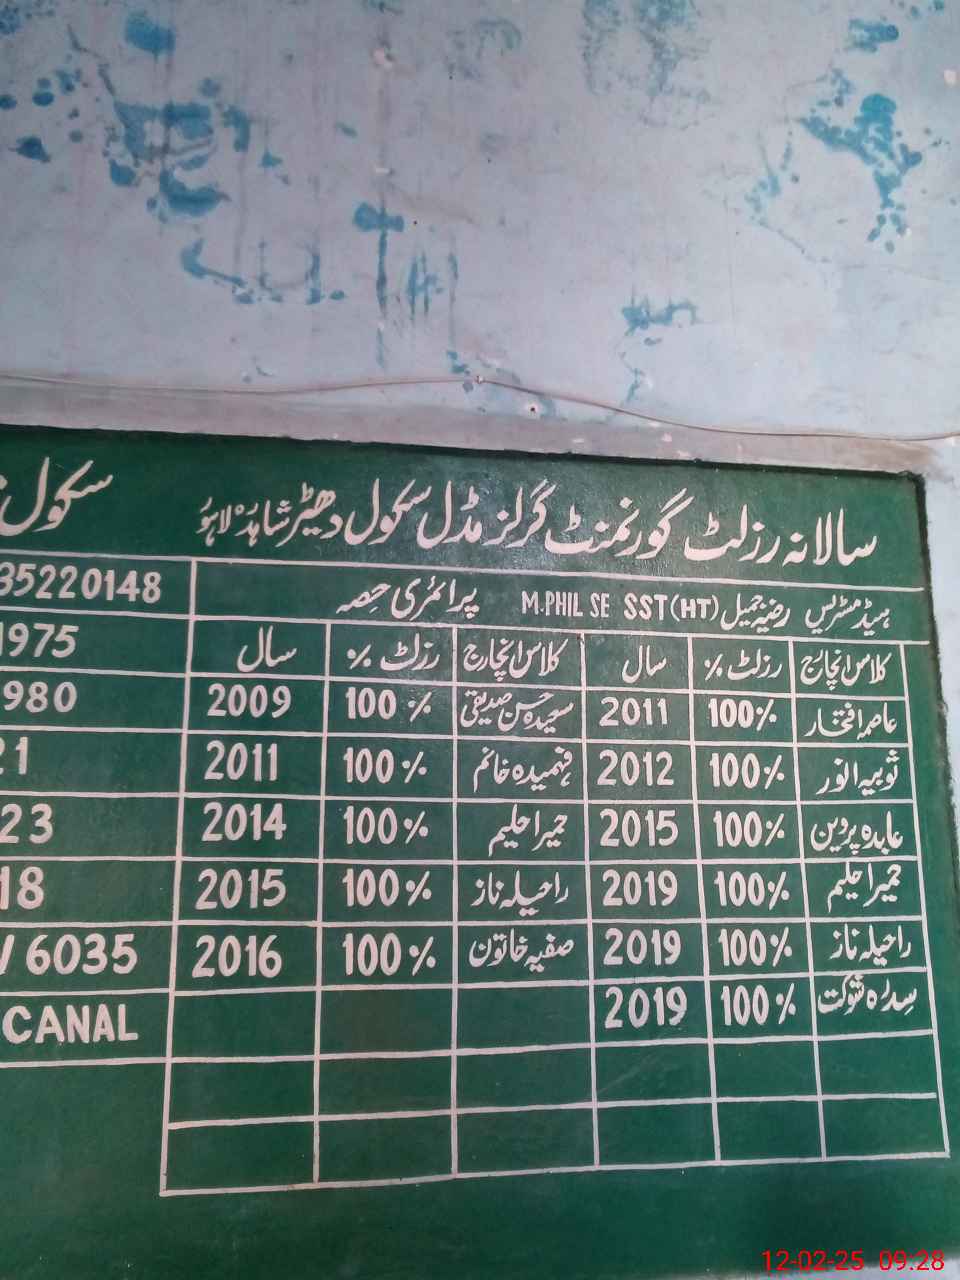 سالانہ رزلٹ گورنمنٹ گرلز مڈل سکول دھیڑ شاہدرہ لاہور
ہیڈ مسٹریس رضیہ جمیل M.PHIL SE SST(HT) پرائمری حصہ
کلاس انچارج رزلٹ % سال کلاس انچارج رزلٹ % سال
عاصمہ افتخار 100% 2011 سعیدہ حسن صدیقی 100% 2009
ثوبیہ انور 100% 2012 فہمیدہ خانم 100% 2011
عابدہ پروین 100% 2015 حمیرا حلیم 100% 2014
حمیرا حلیم 100% 2019 راحیلہ ناز 100% 2015
راحیلہ ناز 100% 2019 صفیہ خاتون 100% 2016
سدرہ شوکت 100% 2019
سکول
35220148
1975
1980
21
23
18
/ 6035
CANAL
12-02-25 09:28